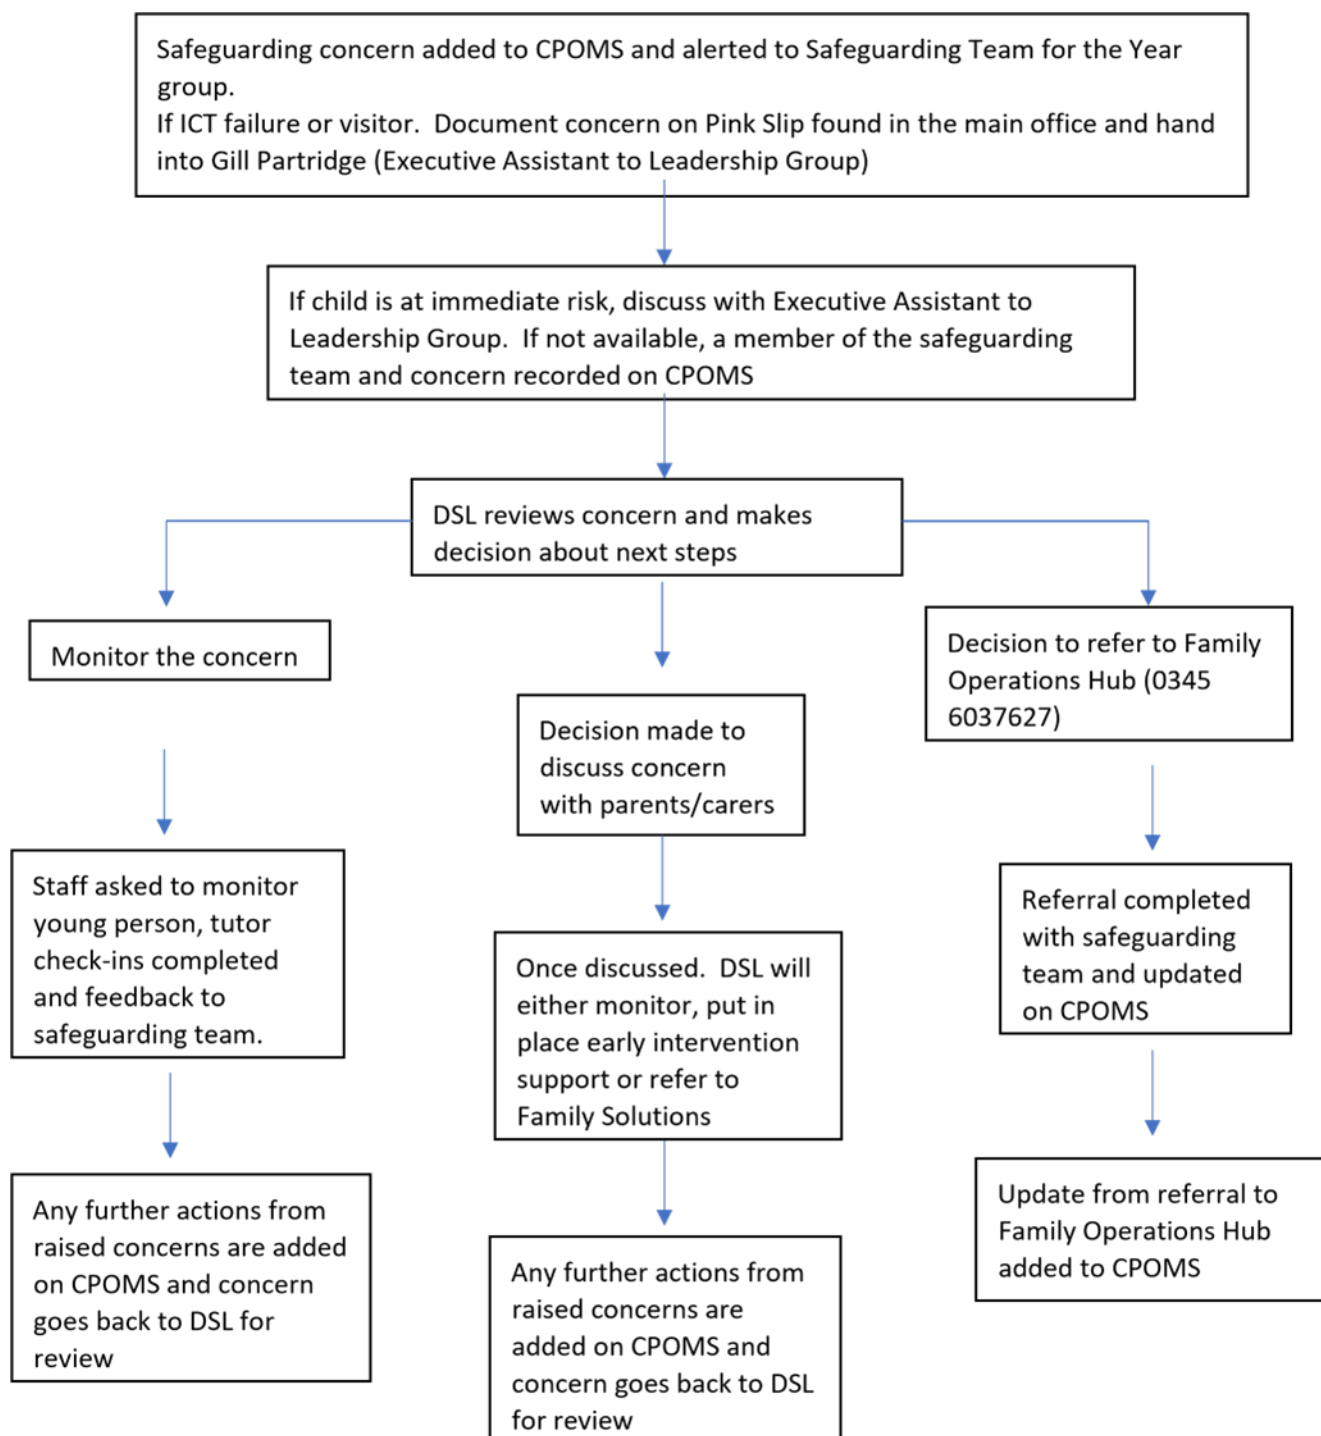 Safeguarding concern added to CPOMS and alerted to Safeguarding Team for the Year
group.
If ICT failure or visitor.  Document concern on Pink Slip found in the main office and hand
into Gill Partridge (Executive Assistant to Leadership Group)
If child is at immediate risk, discuss with Executive Assistant to
Leadership Group.  If not available, a member of the safeguarding
team and concern recorded on CPOMS
DSL reviews concern and makes
decision about next steps
Monitor the concern
Staff asked to monitor
young person, tutor
check-ins completed
and feedback to
safeguarding team.
Any further actions from
raised concerns are added
on CPOMS and concern
goes back to DSL for
review
Decision made to
discuss concern
with parents/carers
Once discussed.  DSL will
either monitor, put in
place early intervention
support or refer to
Family Solutions
Any further actions from
raised concerns are
added on CPOMS and
concern goes back to DSL
for review
Decision to refer to Family
Operations Hub (0345
6037627)
Referral completed
with safeguarding
team and updated
on CPOMS
Update from referral to
Family Operations Hub
added to CPOMS